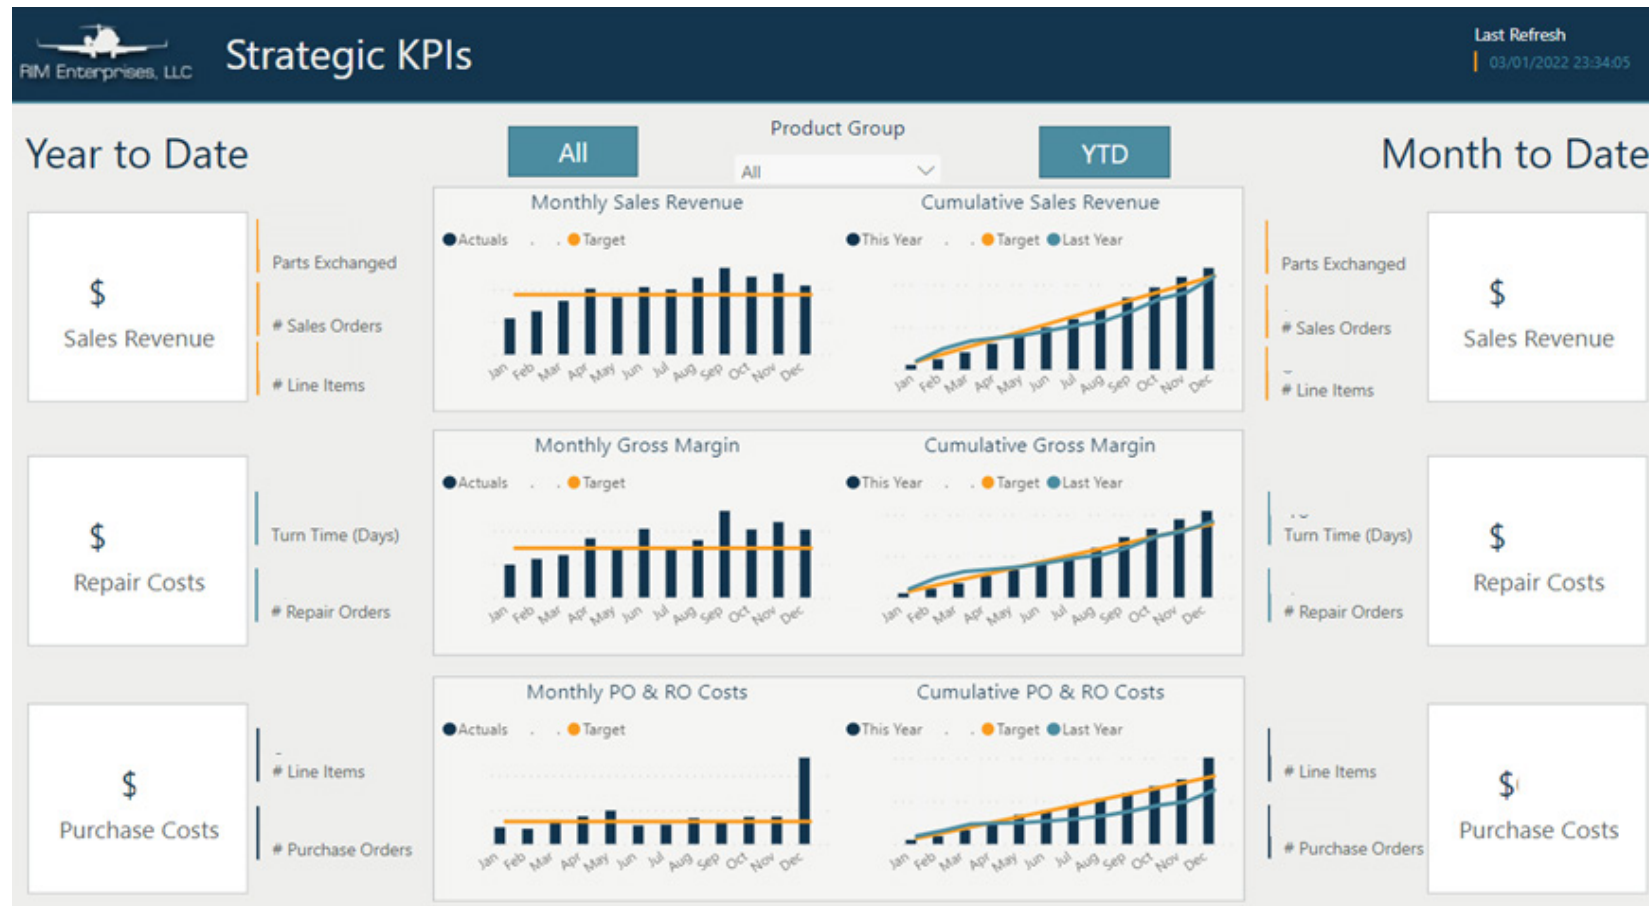 RIM Enterprises, LLC
Strategic KPIs
Last Refresh
03/01/2022 23:34:05
Year to Date
All
Product Group
All
YTD
Month to Date
$
Sales Revenue
Parts Exchanged
# Sales Orders
# Line Items
Monthly Sales Revenue
Actuals . . Target
Jan Feb Mar Apr May Jun Jul Aug Sep Oct Nov Dec
Cumulative Sales Revenue
This Year . . Target Last Year
Jan Feb Mar Apr May Jun Jul Aug Sep Oct Nov Dec
Parts Exchanged
# Sales Orders
# Line Items
$
Sales Revenue
$
Repair Costs
Turn Time (Days)
# Repair Orders
Monthly Gross Margin
Actuals . . Target
Jan Feb Mar Apr May Jun Jul Aug Sep Oct Nov Dec
Cumulative Gross Margin
This Year . . Target Last Year
Jan Feb Mar Apr May Jun Jul Aug Sep Oct Nov Dec
Turn Time (Days)
# Repair Orders
$
Repair Costs
$
Purchase Costs
# Line Items
# Purchase Orders
Monthly PO & RO Costs
Actuals . . Target
Jan Feb Mar Apr May Jun Jul Aug Sep Oct Nov Dec
Cumulative PO & RO Costs
This Year . . Target Last Year
Jan Feb Mar Apr May Jun Jul Aug Sep Oct Nov Dec
# Line Items
# Purchase Orders
$
Purchase Costs